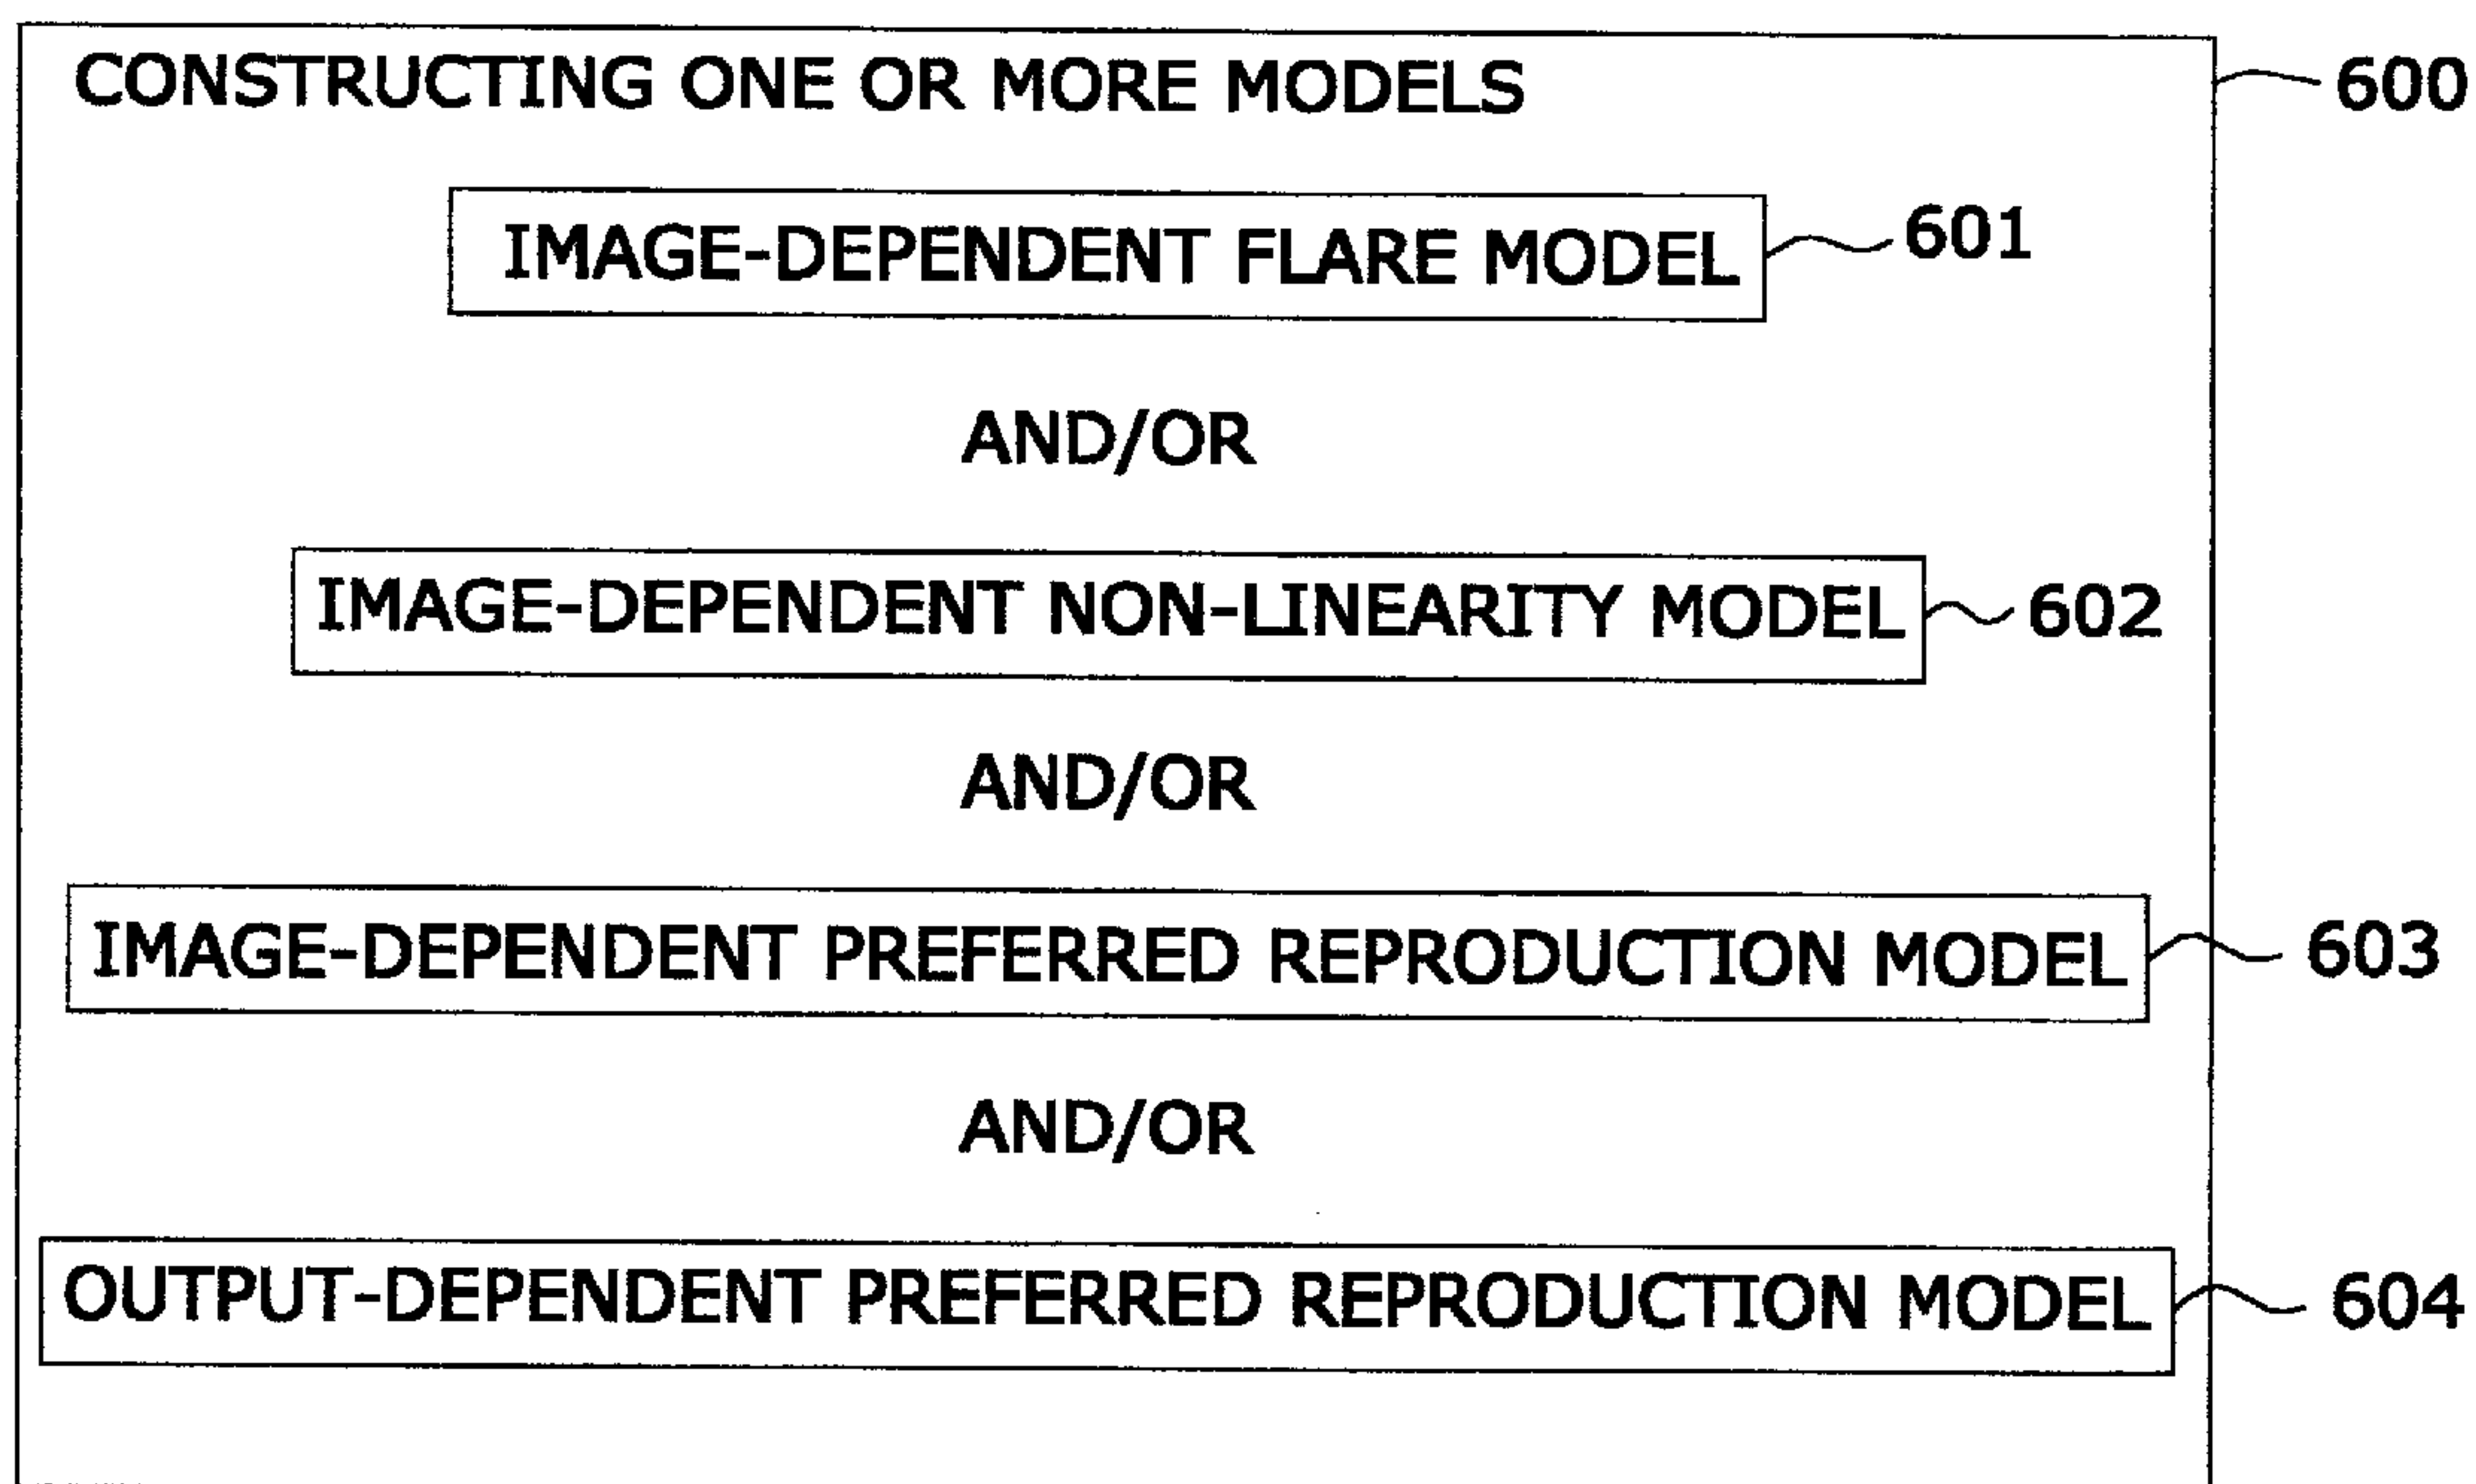 CONSTRUCTING ONE OR MORE MODELS 600
IMAGE-DEPENDENT FLARE MODEL 601
AND/OR
IMAGE-DEPENDENT NON-LINEARITY MODEL 602
AND/OR
IMAGE-DEPENDENT PREFERRED REPRODUCTION MODEL 603
AND/OR
OUTPUT-DEPENDENT PREFERRED REPRODUCTION MODEL 604